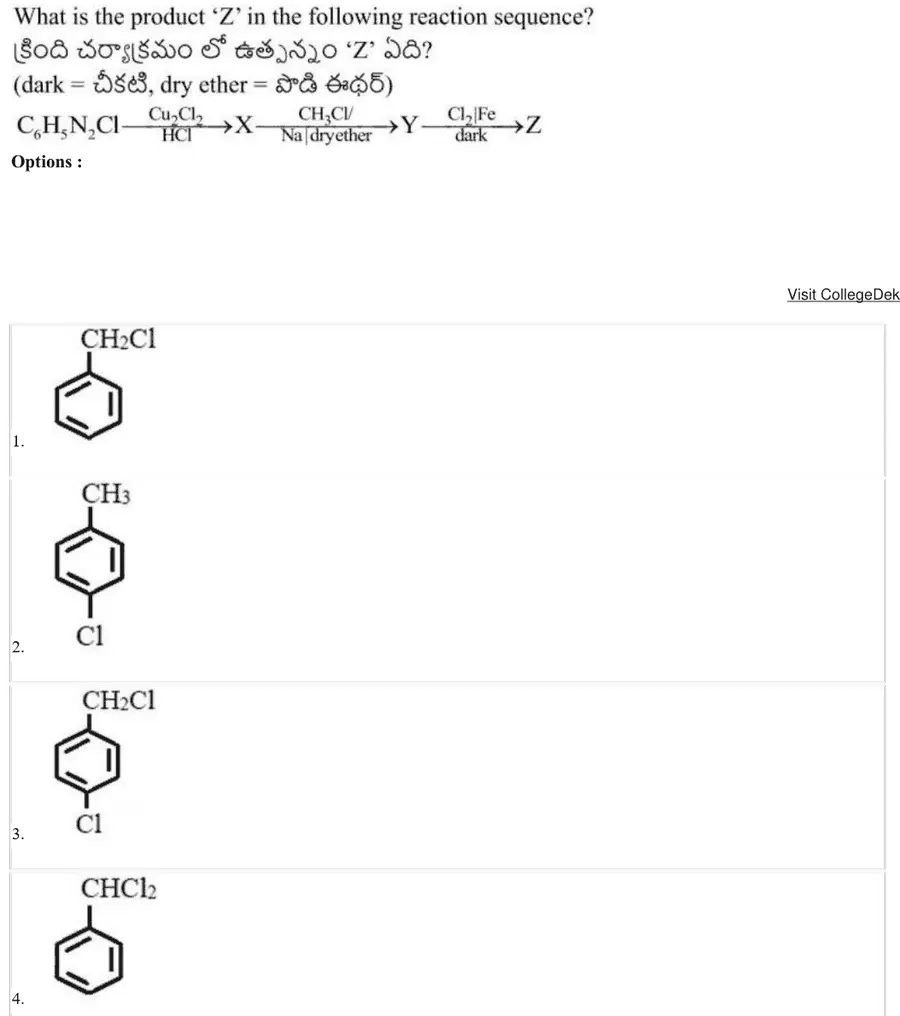 What is the product ‘Z’ in the following reaction sequence?
క్రింది చర్యాక్రమం లో ఉత్పన్నం ‘Z’ ఏది?
(dark = చీకటి, dry ether = పొడి ఈథర్)
C₆H₅N₂Cl —Cu₂Cl₂/HCl→ X —CH₃Cl/ Na|dryether→ Y —Cl₂|Fe dark→ Z
Options :
Visit CollegeDek
CH2Cl
1.
CH3
Cl
2.
CH2Cl
Cl
3.
CHCl2
4.